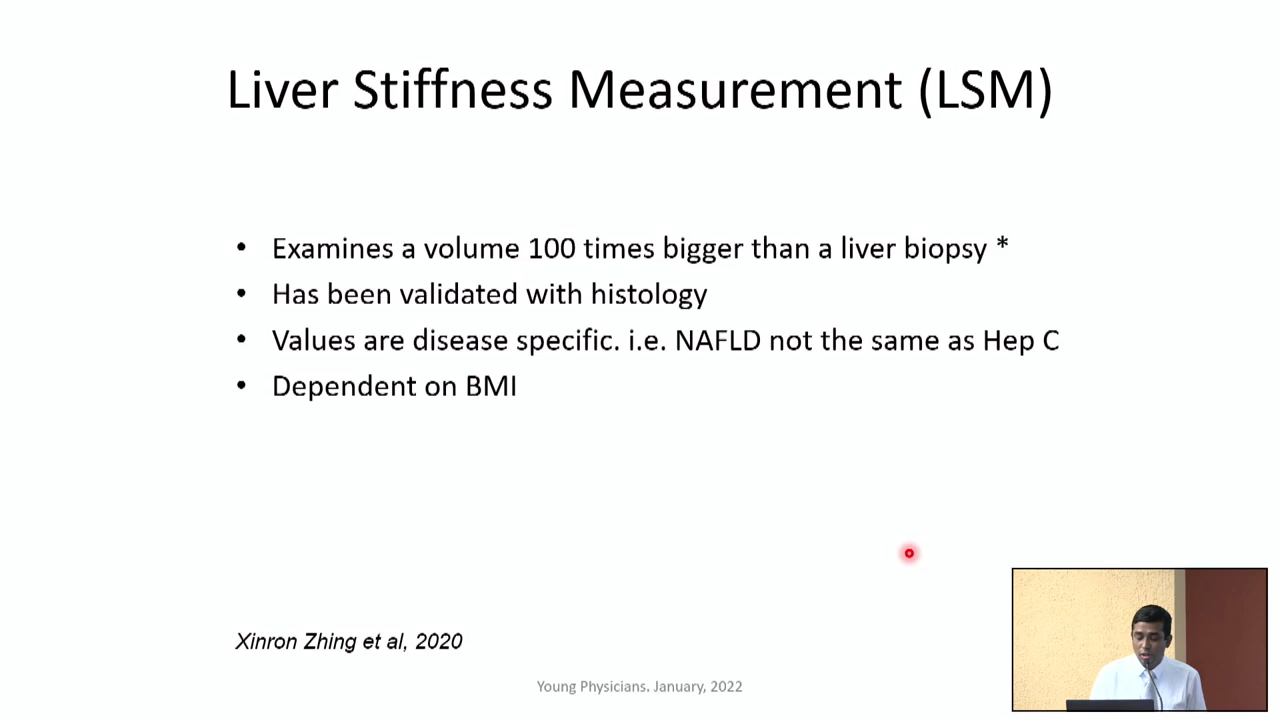 Liver Stiffness Measurement (LSM)
• Examines a volume 100 times bigger than a liver biopsy *
• Has been validated with histology
• Values are disease specific. i.e. NAFLD not the same as Hep C
• Dependent on BMI
Xinron Zhing et al, 2020
Young Physicians. January, 2022